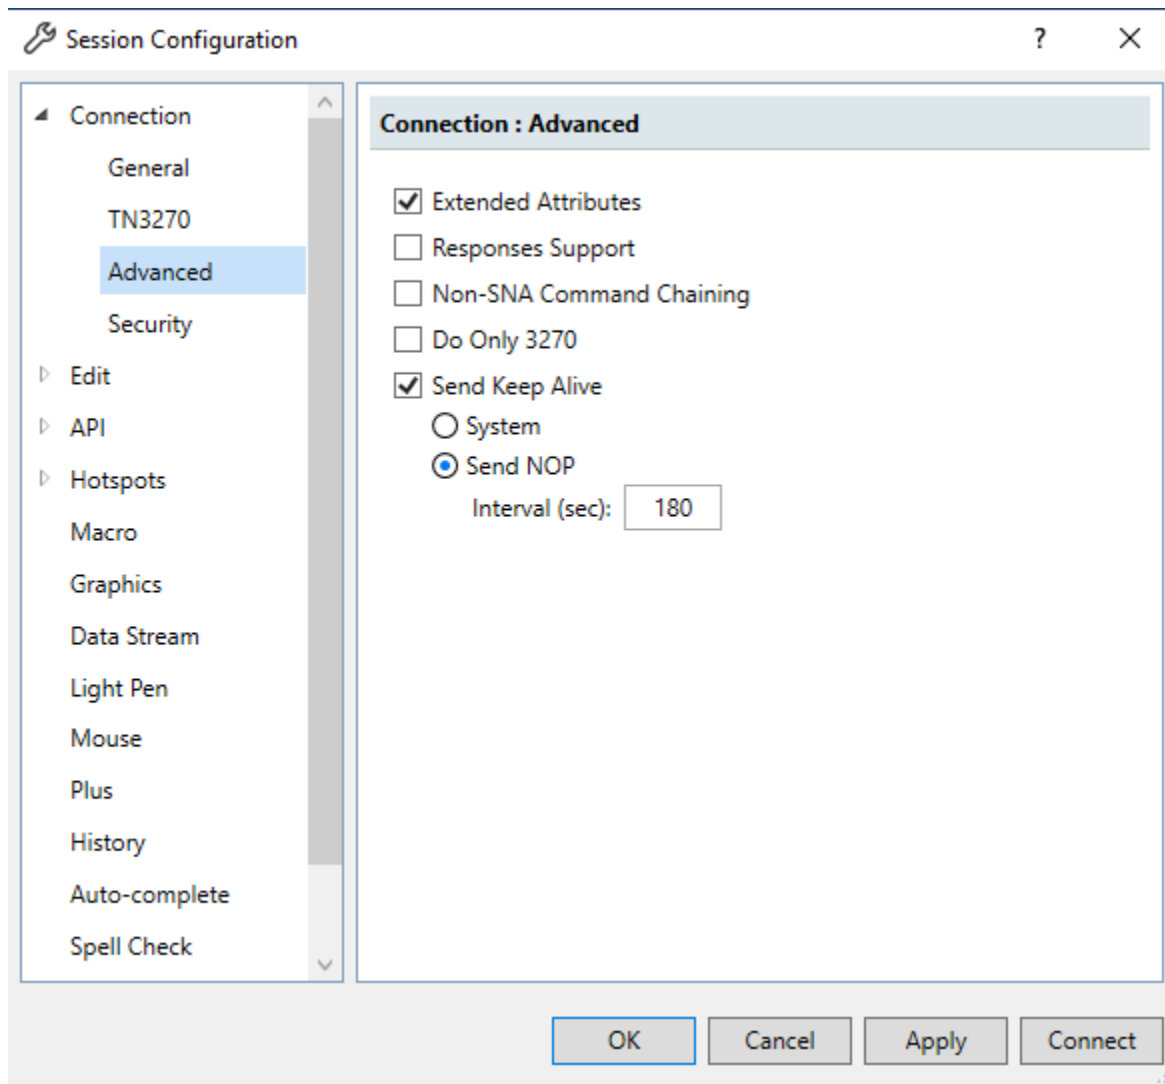 Session Configuration
?
Connection
General
TN3270
Advanced
Security
Edit
API
Hotspots
Macro
Graphics
Data Stream
Light Pen
Mouse
Plus
History
Auto-complete
Spell Check
Connection : Advanced
Extended Attributes
Responses Support
Non-SNA Command Chaining
Do Only 3270
Send Keep Alive
System
Send NOP
Interval (sec): 180
OK Cancel Apply Connect